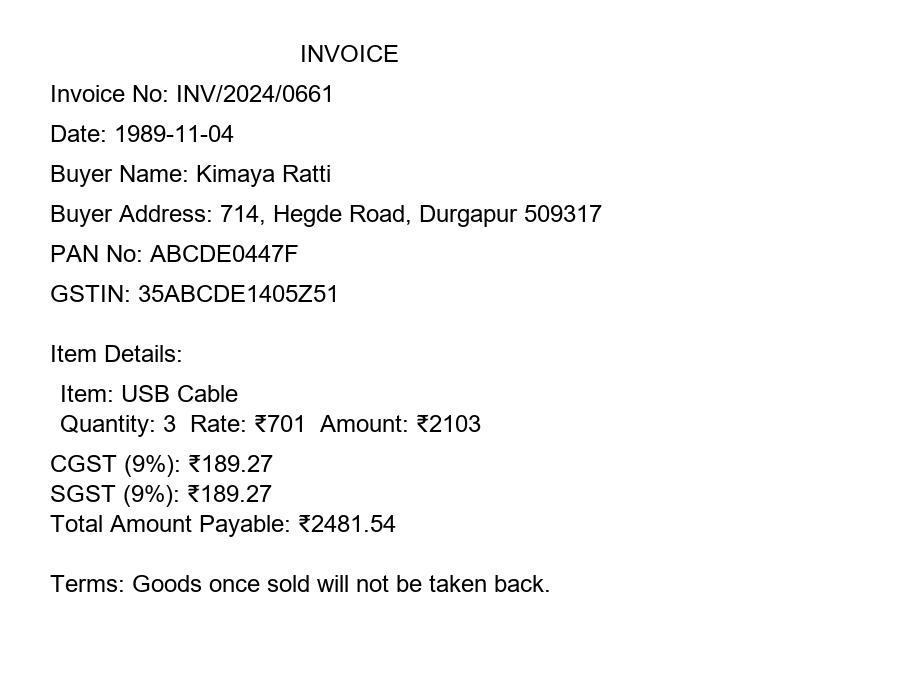 INVOICE
Invoice No: INV/2024/0661
Date: 1989-11-04
Buyer Name: Kimaya Ratti
Buyer Address: 714, Hegde Road, Durgapur 509317
PAN No: ABCDE0447F
GSTIN: 35ABCDE1405Z51
Item Details:
Item: USB Cable
Quantity: 3  Rate: ₹701  Amount: ₹2103
CGST (9%): ₹189.27
SGST (9%): ₹189.27
Total Amount Payable: ₹2481.54
Terms: Goods once sold will not be taken back.